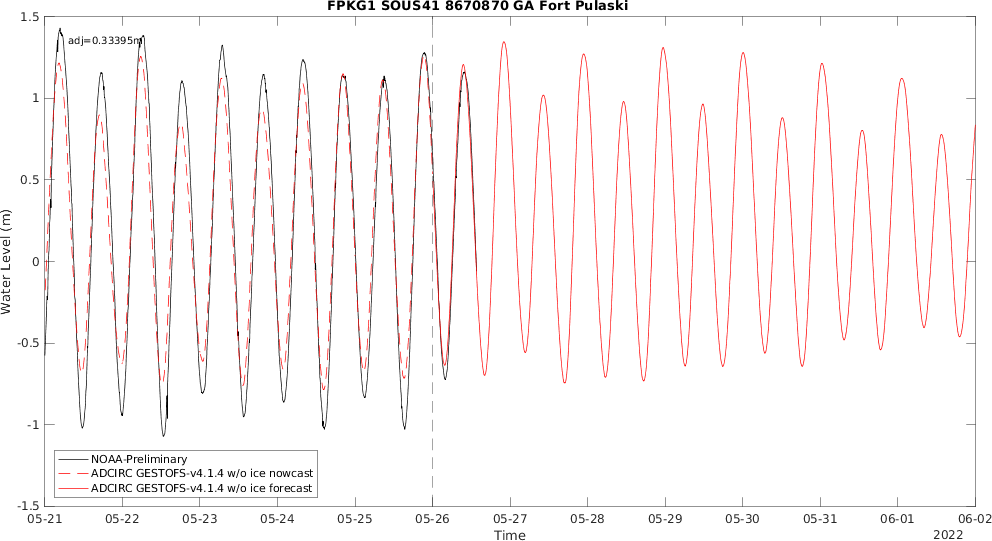 FPKG1 SOUS41 8670870 GA Fort Pulaski
adj=0.33395m
1.5
1
0.5
0
-0.5
-1
-1.5
Water Level (m)
NOAA-Preliminary
ADCIRC GESTOFS-v4.1.4 w/o ice nowcast
ADCIRC GESTOFS-v4.1.4 w/o ice forecast
05-21 05-22 05-23 05-24 05-25 05-26 05-27 05-28 05-29 05-30 05-31 06-01 06-02
Time
2022